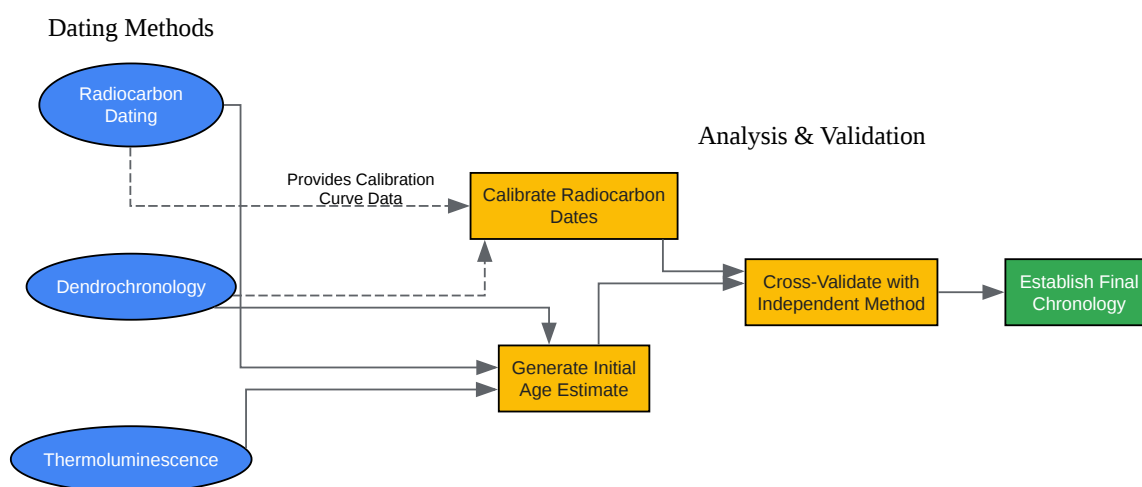 Dating Methods
Radiocarbon
Dating
Analysis & Validation
Provides Calibration
Curve Data
Calibrate Radiocarbon
Dates
Dendrochronology
Cross-Validate with
Independent Method
Establish Final
Chronology
Generate Initial
Age Estimate
Thermoluminescence